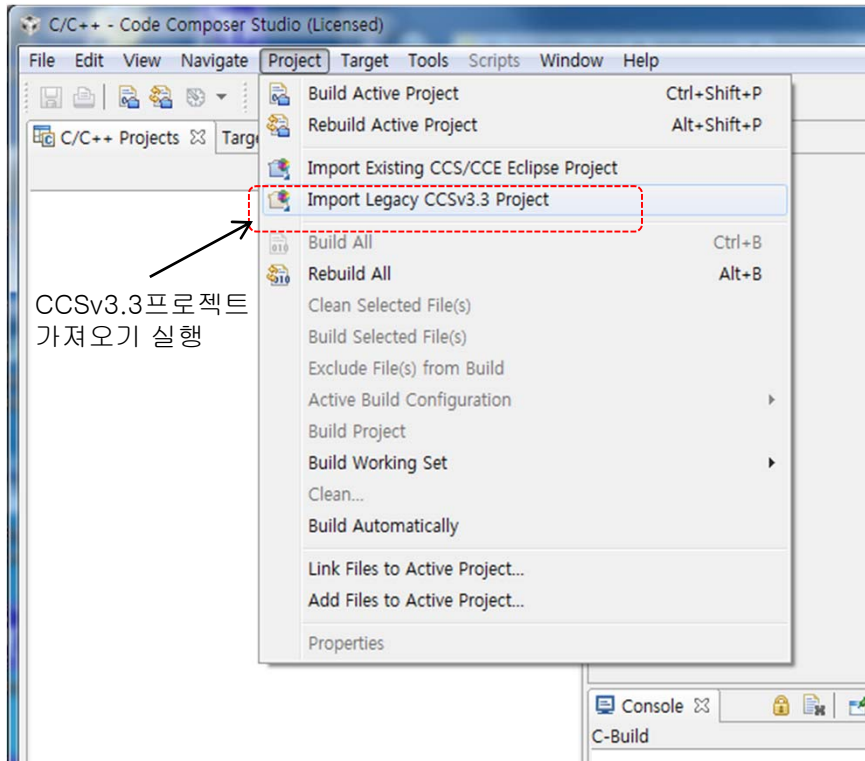 C/C++ - Code Composer Studio (Licensed)
File Edit View Navigate Project Target Tools Scripts Window Help
Build Active Project Ctrl+Shift+P
Rebuild Active Project Alt+Shift+P
C/C++ Projects
Import Existing CCS/CCE Eclipse Project
Import Legacy CCSv3.3 Project
Build All Ctrl+B
Rebuild All Alt+B
CCSv3.3프로젝트
가져오기 실행
Clean Selected File(s)
Build Selected File(s)
Exclude File(s) from Build
Active Build Configuration
Build Project
Build Working Set
Clean...
Build Automatically
Link Files to Active Project...
Add Files to Active Project...
Properties
Console
C-Build